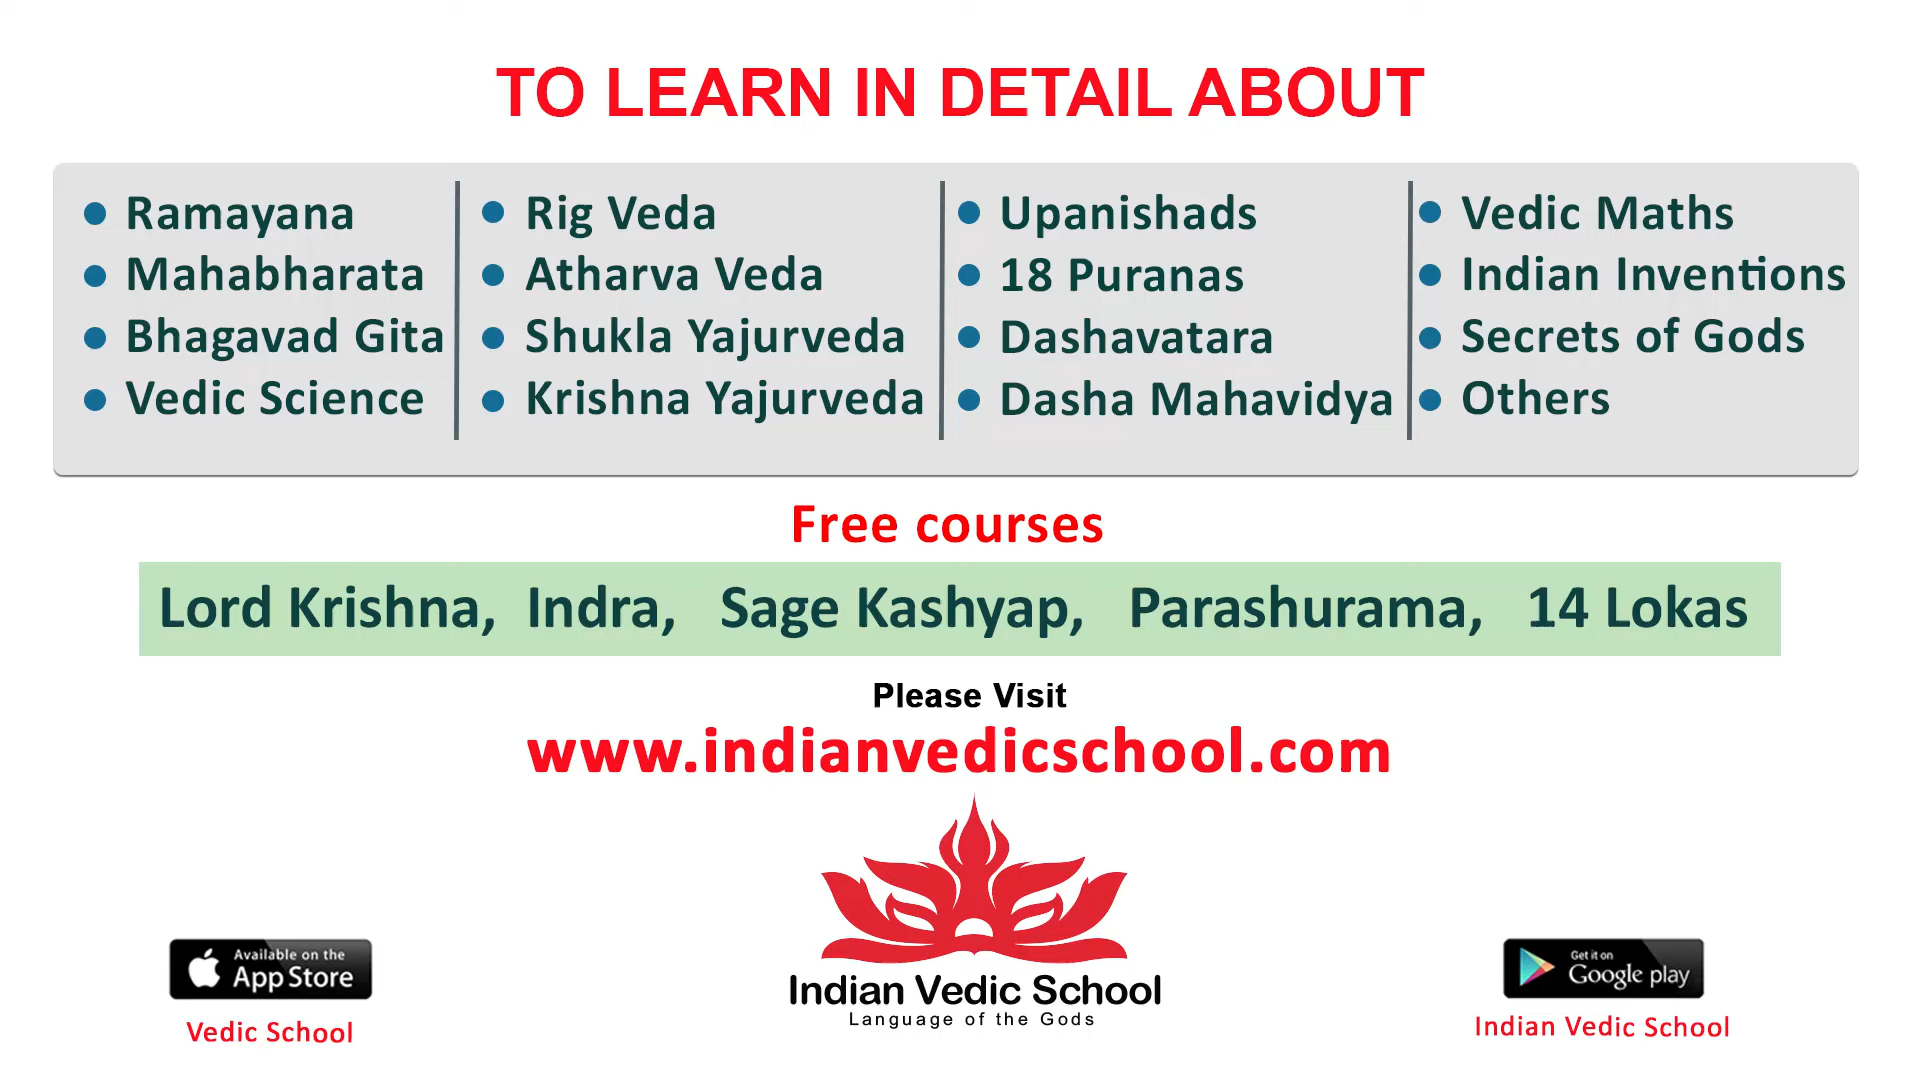 TO LEARN IN DETAIL ABOUT
Ramayana
Mahabharata
Bhagavad Gita
Vedic Science
Rig Veda
Atharva Veda
Shukla Yajurveda
Krishna Yajurveda
Upanishads
18 Puranas
Dashavatara
Dasha Mahavidya
Vedic Maths
Indian Inventions
Secrets of Gods
Others
Free courses
Lord Krishna, Indra, Sage Kashyap, Parashurama, 14 Lokas
Please Visit
www.indianvedicschool.com
Indian Vedic School
Language of the Gods
Available on the
App Store
Vedic School
Get it on
Google play
Indian Vedic School